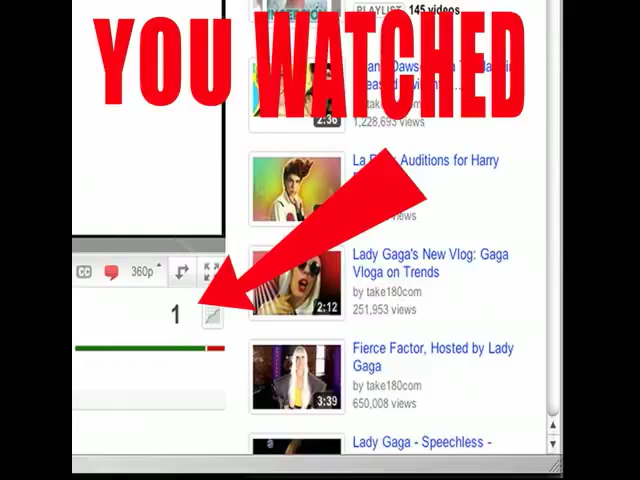 YOU WATCHED
PLAYLIST 145 videos
2:36
1,228,693 views
Auditions for Harry
views
Lady Gaga's New Vlog: Gaga
Vloga on Trends
by take180com
251,953 views
2:12
CC 360p
1
Fierce Factor, Hosted by Lady
Gaga
by take180com
650,008 views
3:39
Lady Gaga - Speechless -